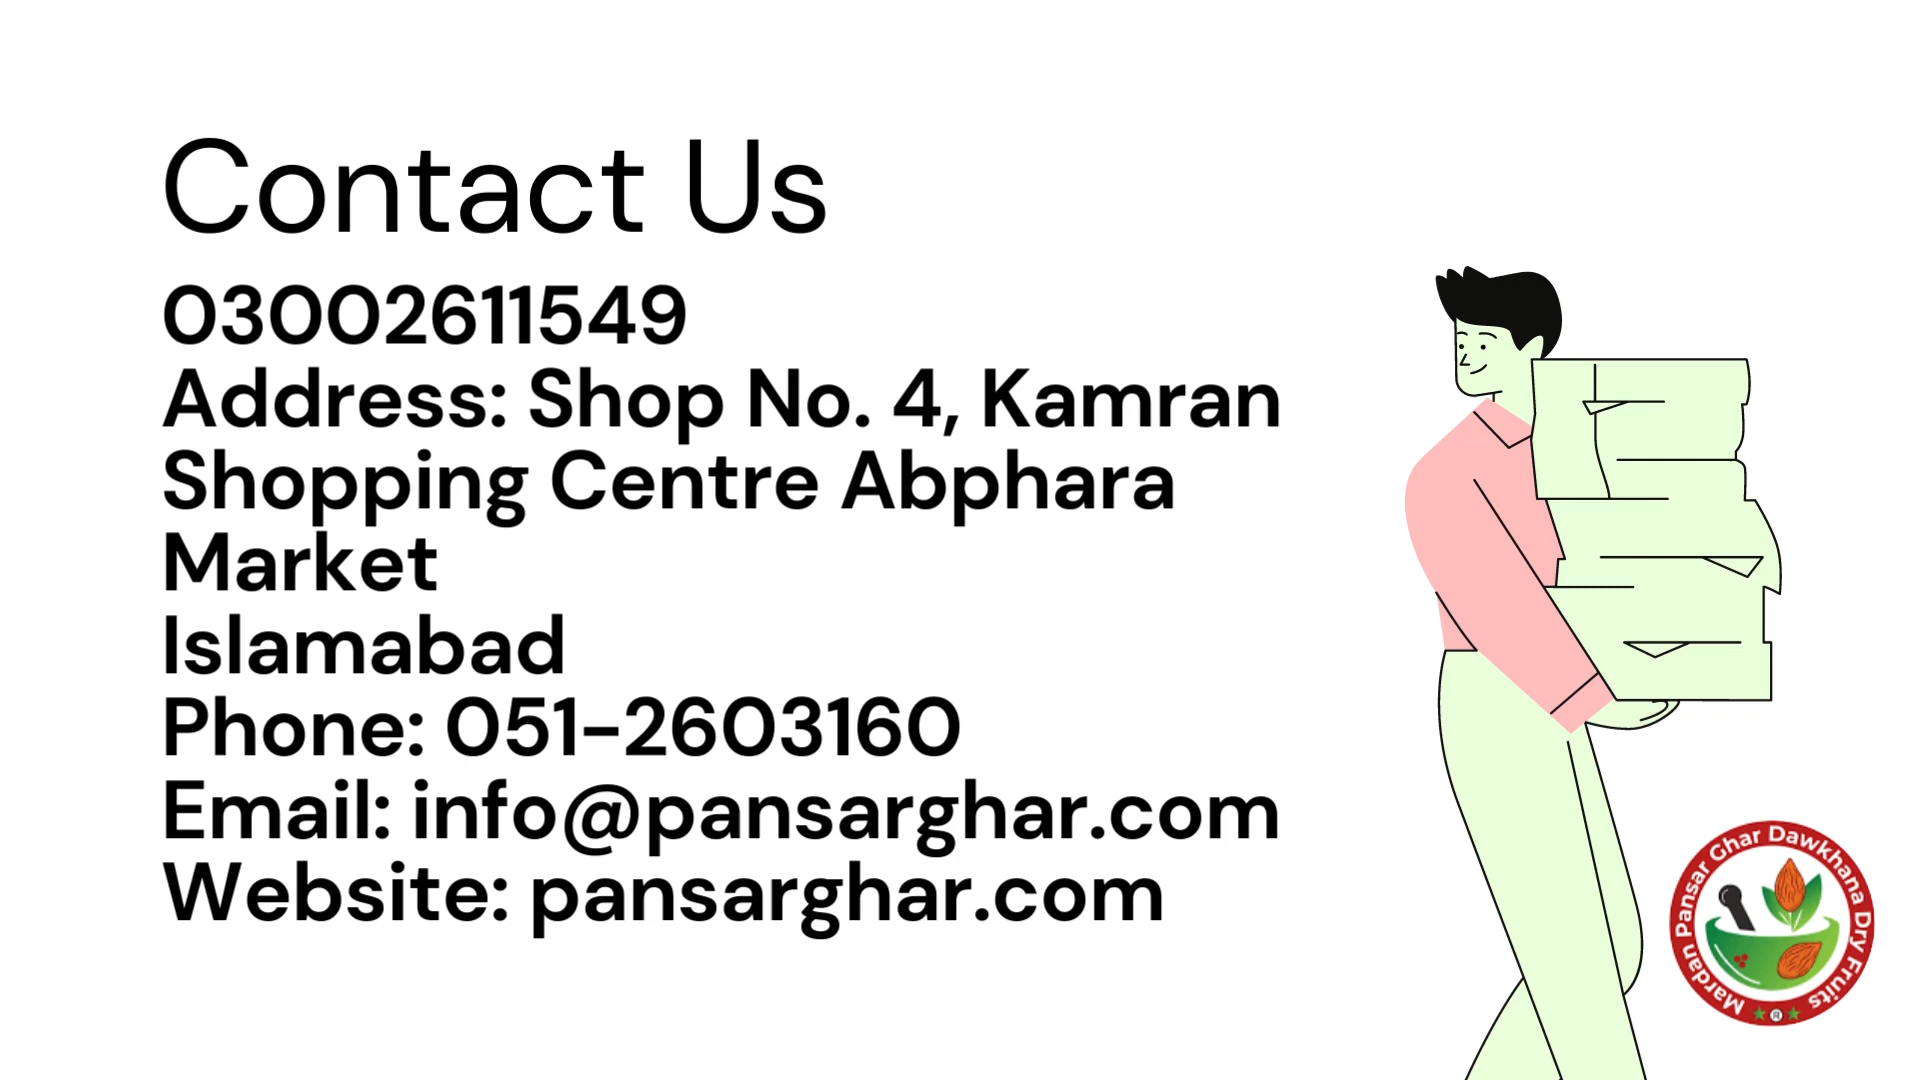 Contact Us
03002611549
Address: Shop No. 4, Kamran
Shopping Centre Abphara
Market
Islamabad
Phone: 051-2603160
Email: info@pansarghar.com
Website: pansarghar.com
Mardan Pansar Ghar Dawkhana Dry Fruits